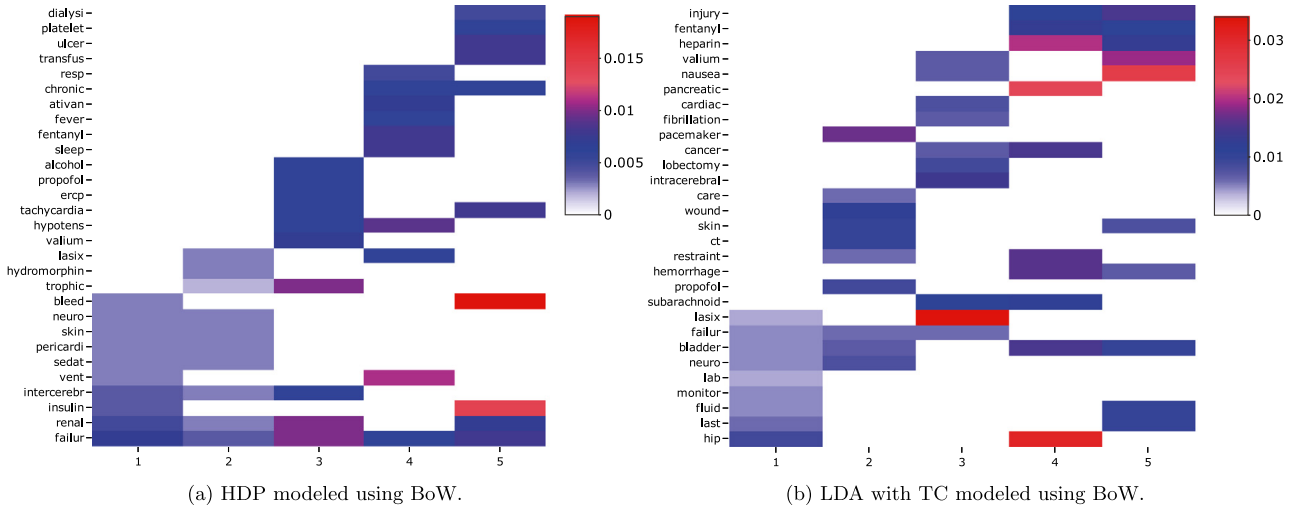 dialysi
platelet
ulcer
transfus
resp
chronic
ativan
fever
fentanyl
sleep
alcohol
propofol
ercp
tachycardia
hypotens
valium
lasix
hydromorphin
trophic
bleed
neuro
skin
pericardi
sedat
vent
intercerebr
insulin
renal
failur
1 2 3 4 5
0.015
0.01
0.005
0
(a) HDP modeled using BoW.
injury
fentanyl
heparin
valium
nausea
pancreatic
cardiac
fibrillation
pacemaker
cancer
lobectomy
intracerebral
care
wound
skin
ct
restraint
hemorrhage
propofol
subarachnoid
lasix
failur
bladder
neuro
lab
monitor
fluid
last
hip
1 2 3 4 5
0.03
0.02
0.01
0
(b) LDA with TC modeled using BoW.